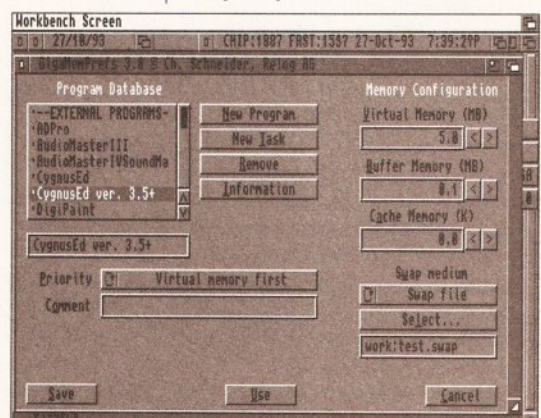 Workbench Screen
27/10/93
CHIP:1887 FAST:1557 27-Oct-93 7:39:29P
GigaMemPrefs 3.0 © Ch. Schneider, Relog AG
Program Database
Memory Configuration
---EXTERNAL PROGRAMS-
·ADPro
·AudioMasterIII
·AudioMasterIVSoundMa
·CygnusEd
·CygnusEd ver. 3.5+
·DigiPaint
New Program
New Task
Remove
Information
Virtual Memory (MB)
5.0 < >
Buffer Memory (MB)
0.1 < >
Cache Memory (K)
0.0 < >
CygnusEd ver. 3.5+
Priority Virtual memory first
Comment
Swap medium
Swap file
Select...
work:test.swap
Save
Use
Cancel